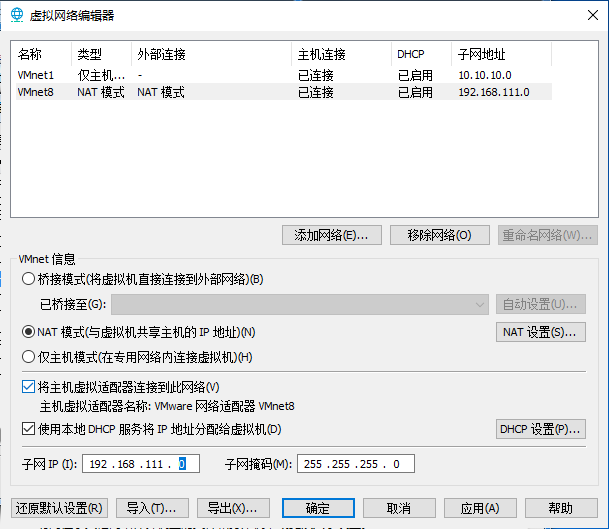 虚拟网络编辑器
名称 类型 外部连接 主机连接 DHCP 子网地址
VMnet1 仅主机... - 已连接 已启用 10.10.10.0
VMnet8 NAT 模式 NAT 模式 已连接 已启用 192.168.111.0
添加网络(E)... 移除网络(O) 重命名网络(W)...
VMnet 信息
桥接模式(将虚拟机直接连接到外部网络)(B)
已桥接至(G): 自动设置(U)...
NAT 模式(与虚拟机共享主机的 IP 地址)(N) NAT 设置(S)...
仅主机模式(在专用网络内连接虚拟机)(H)
将主机虚拟适配器连接到此网络(V)
主机虚拟适配器名称: VMware 网络适配器 VMnet8
使用本地 DHCP 服务将 IP 地址分配给虚拟机(D) DHCP 设置(P)...
子网 IP (I): 192 . 168 . 111 . 0 子网掩码(M): 255 . 255 . 255 . 0
还原默认设置(R) 导入(T)... 导出(X)... 确定 取消 应用(A) 帮助